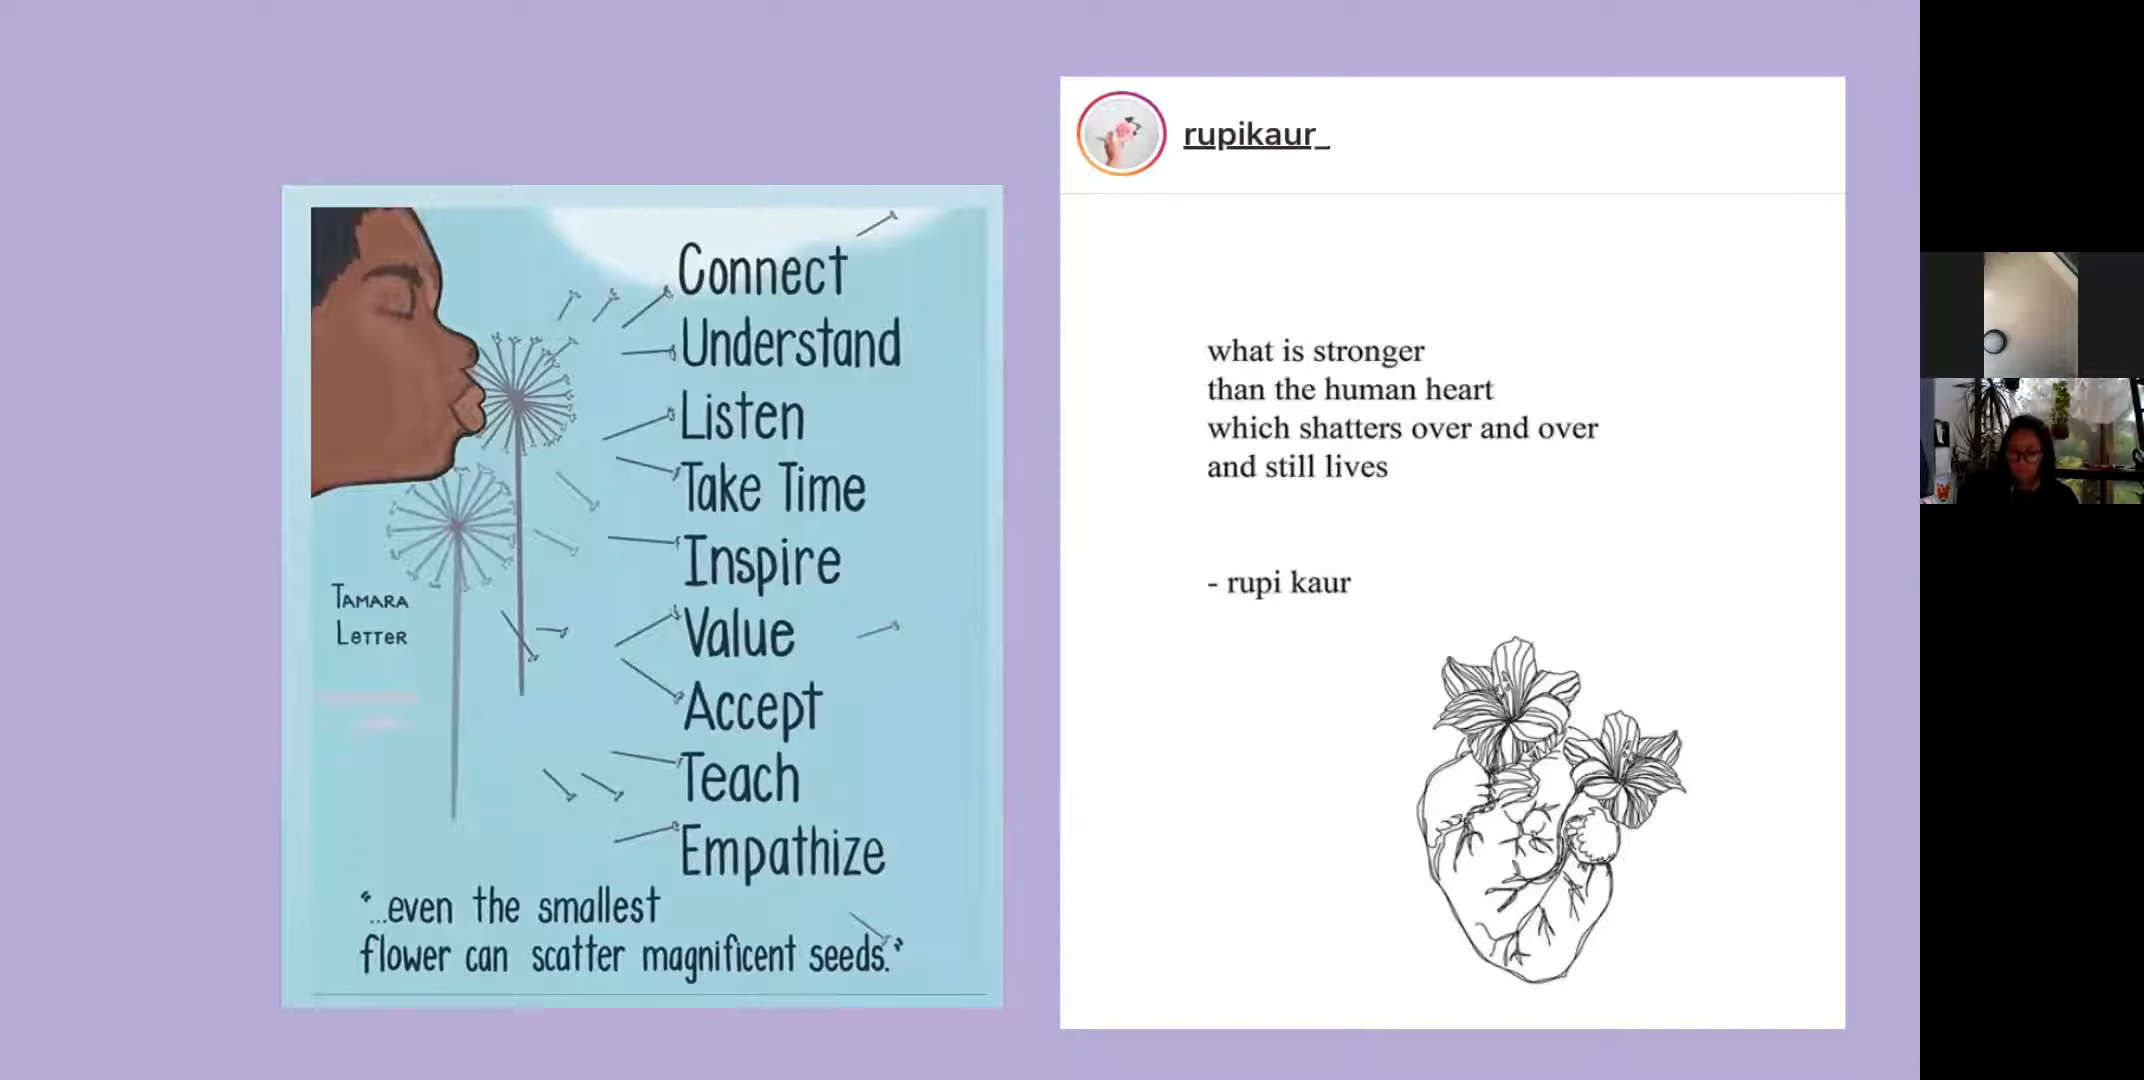 Connect
Understand
Listen
Take Time
Inspire
Value
Accept
Teach
Empathize
TAMARA
LETTER
"...even the smallest
flower can scatter magnificent seeds."
rupikaur_
what is stronger
than the human heart
which shatters over and over
and still lives
- rupi kaur